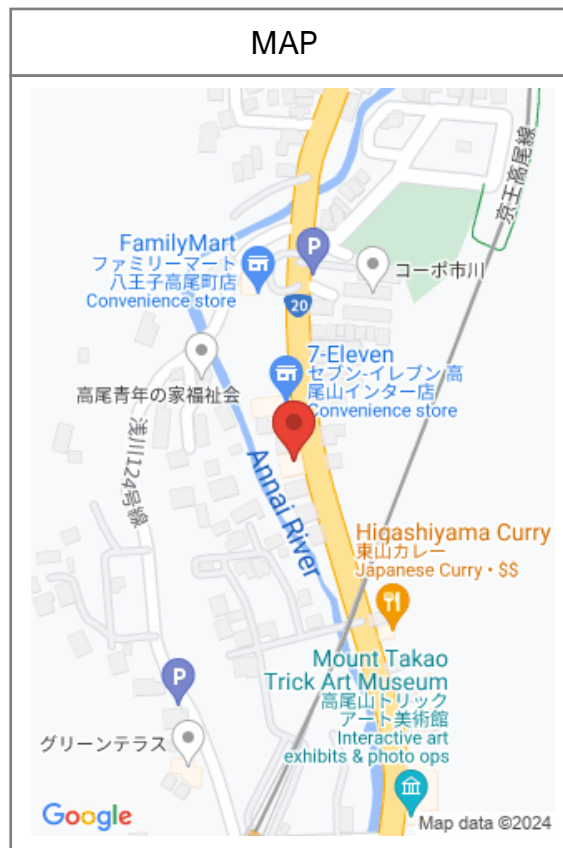 MAP
京王高尾線
P
FamilyMart
ファミリーマート
八王子高尾町店
Convenience store
コーポ市川
20
7-Eleven
セブン-イレブン 高
尾山インター店
Convenience store
高尾青年の家福祉会
浅川124号線
Annai River
Higashiyama Curry
東山カレー
Japanese Curry • $$
Mount Takao
Trick Art Museum
高尾山トリック
アート美術館
Interactive art
exhibits & photo ops
P
グリーンテラス
Google
Map data ©2024